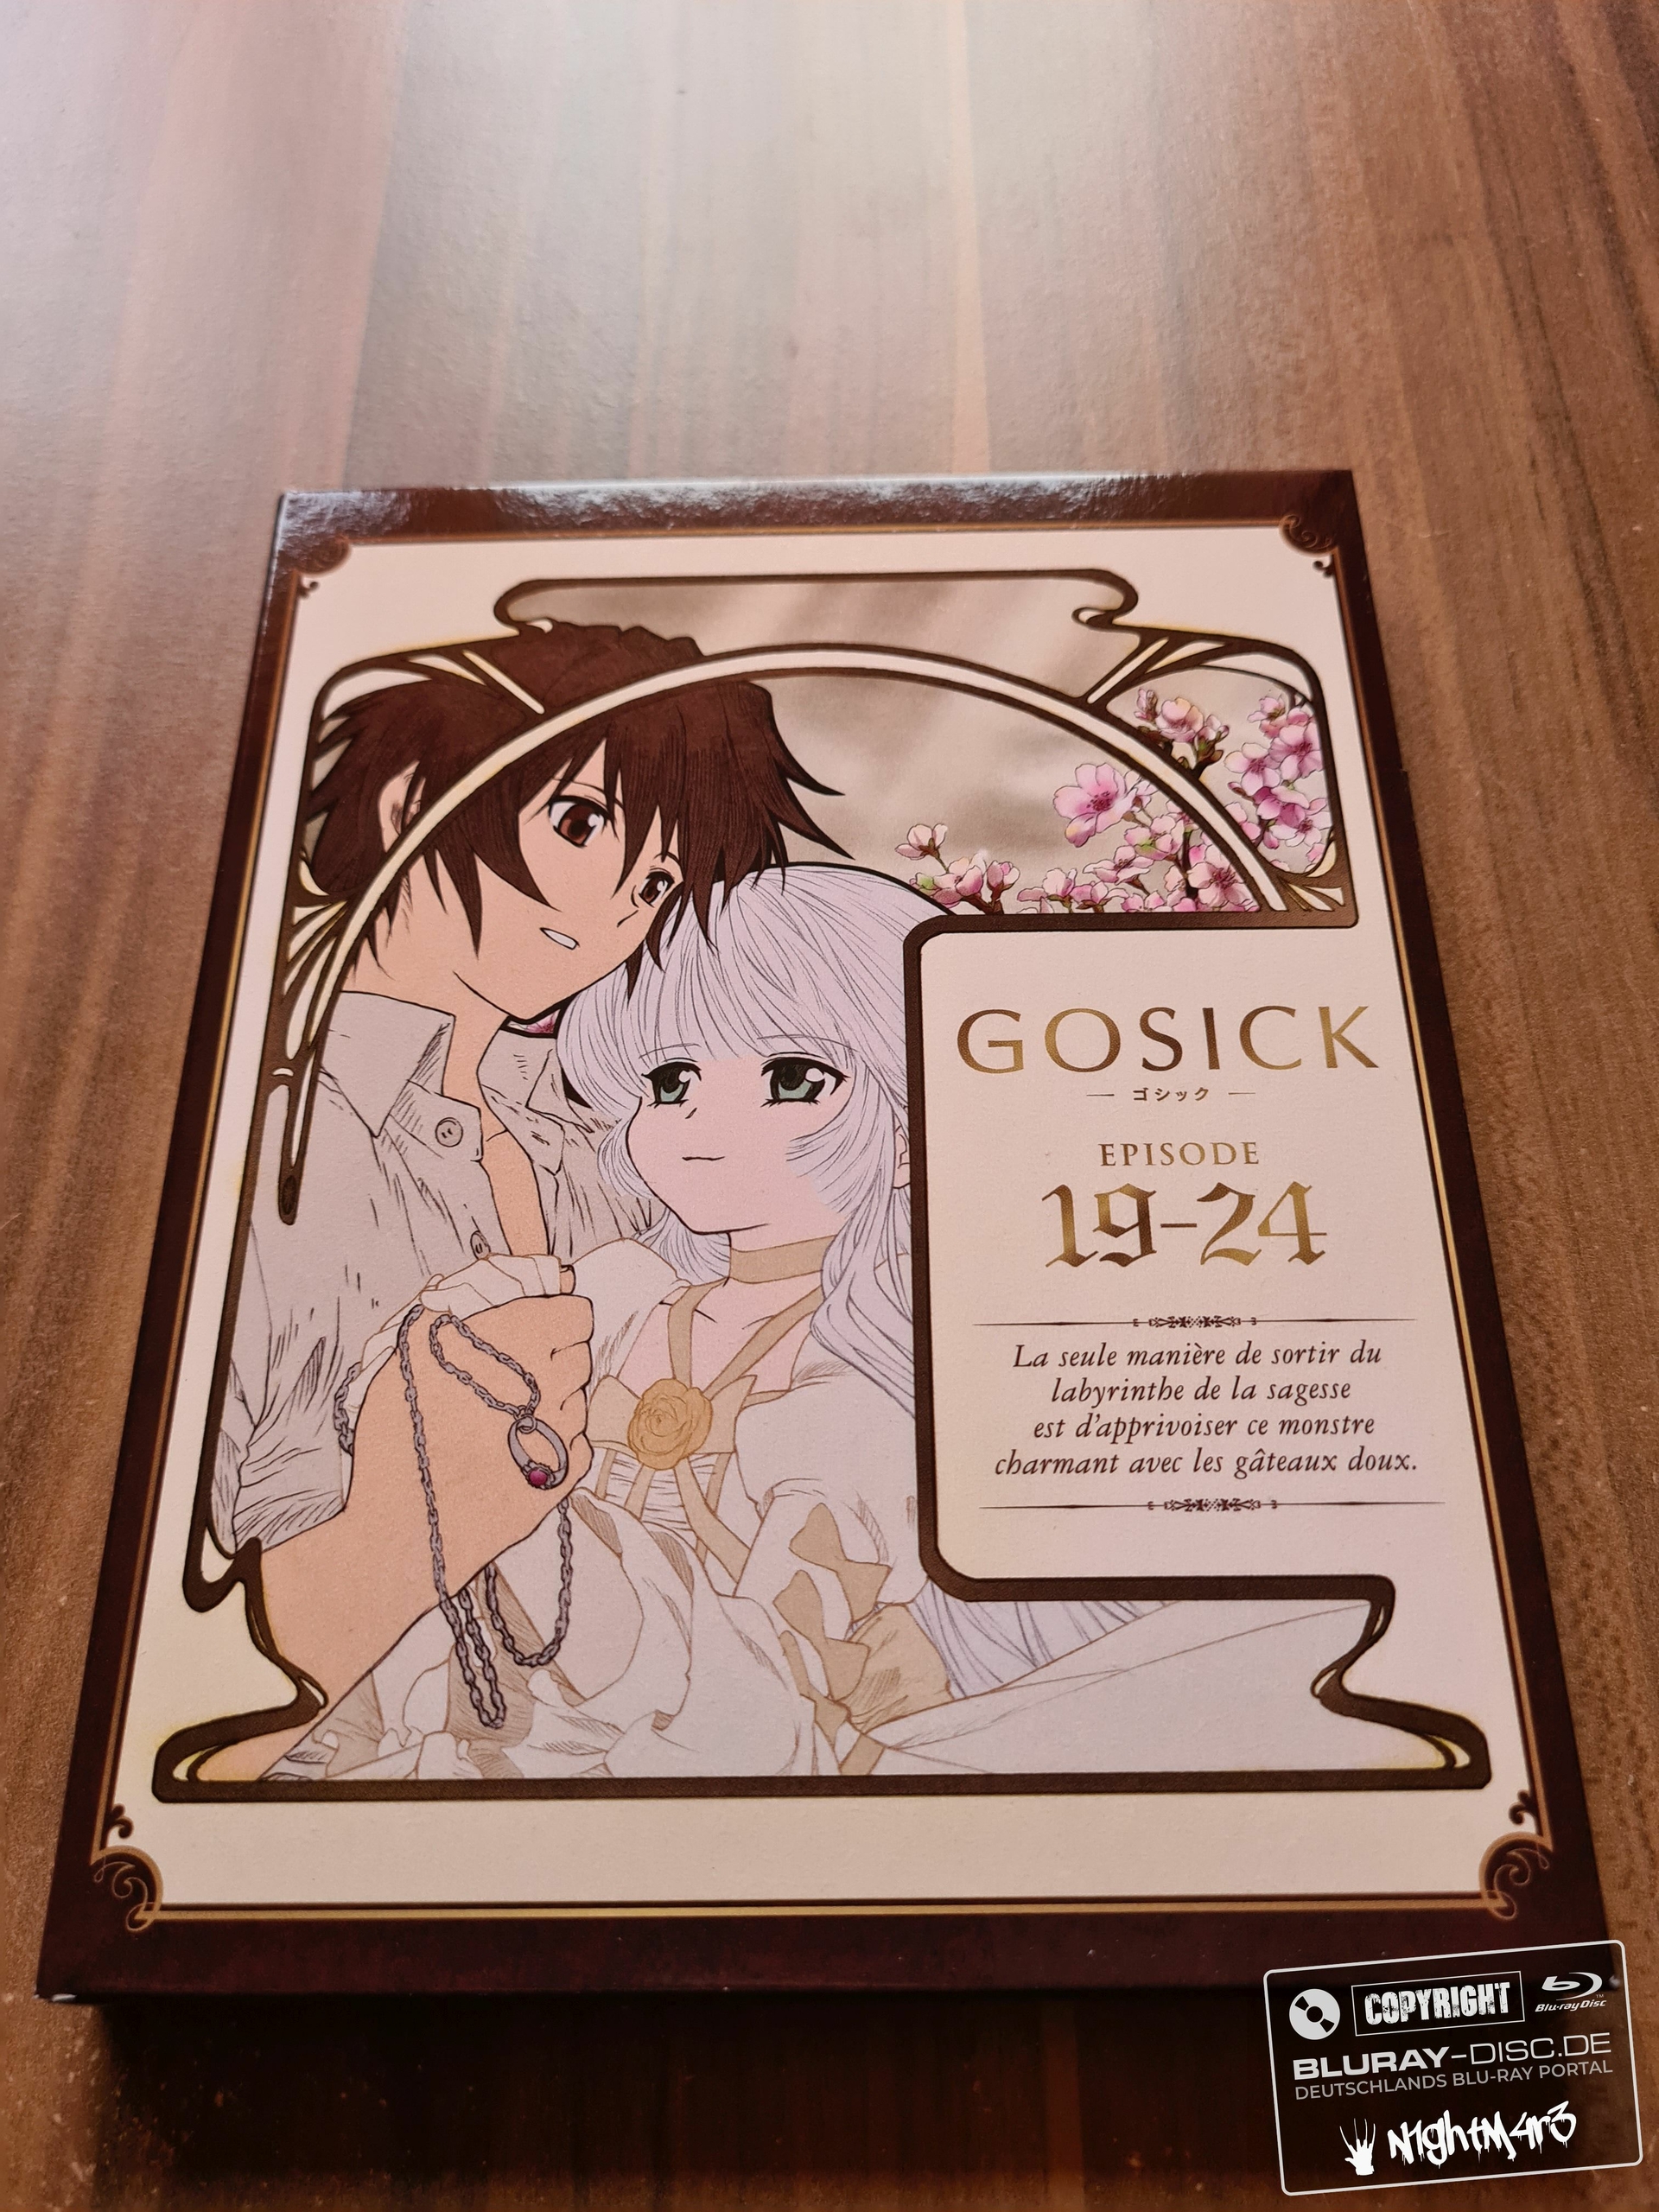 GOSICK
— ゴシック —
EPISODE
19–24
La seule manière de sortir du
labyrinthe de la sagesse
est d'apprivoiser ce monstre
charmant avec les gâteaux doux.
COPYRIGHT
Blu-ray Disc™
BLURAY-DISC.DE
DEUTSCHLANDS BLU-RAY PORTAL
N1ghtM4r3